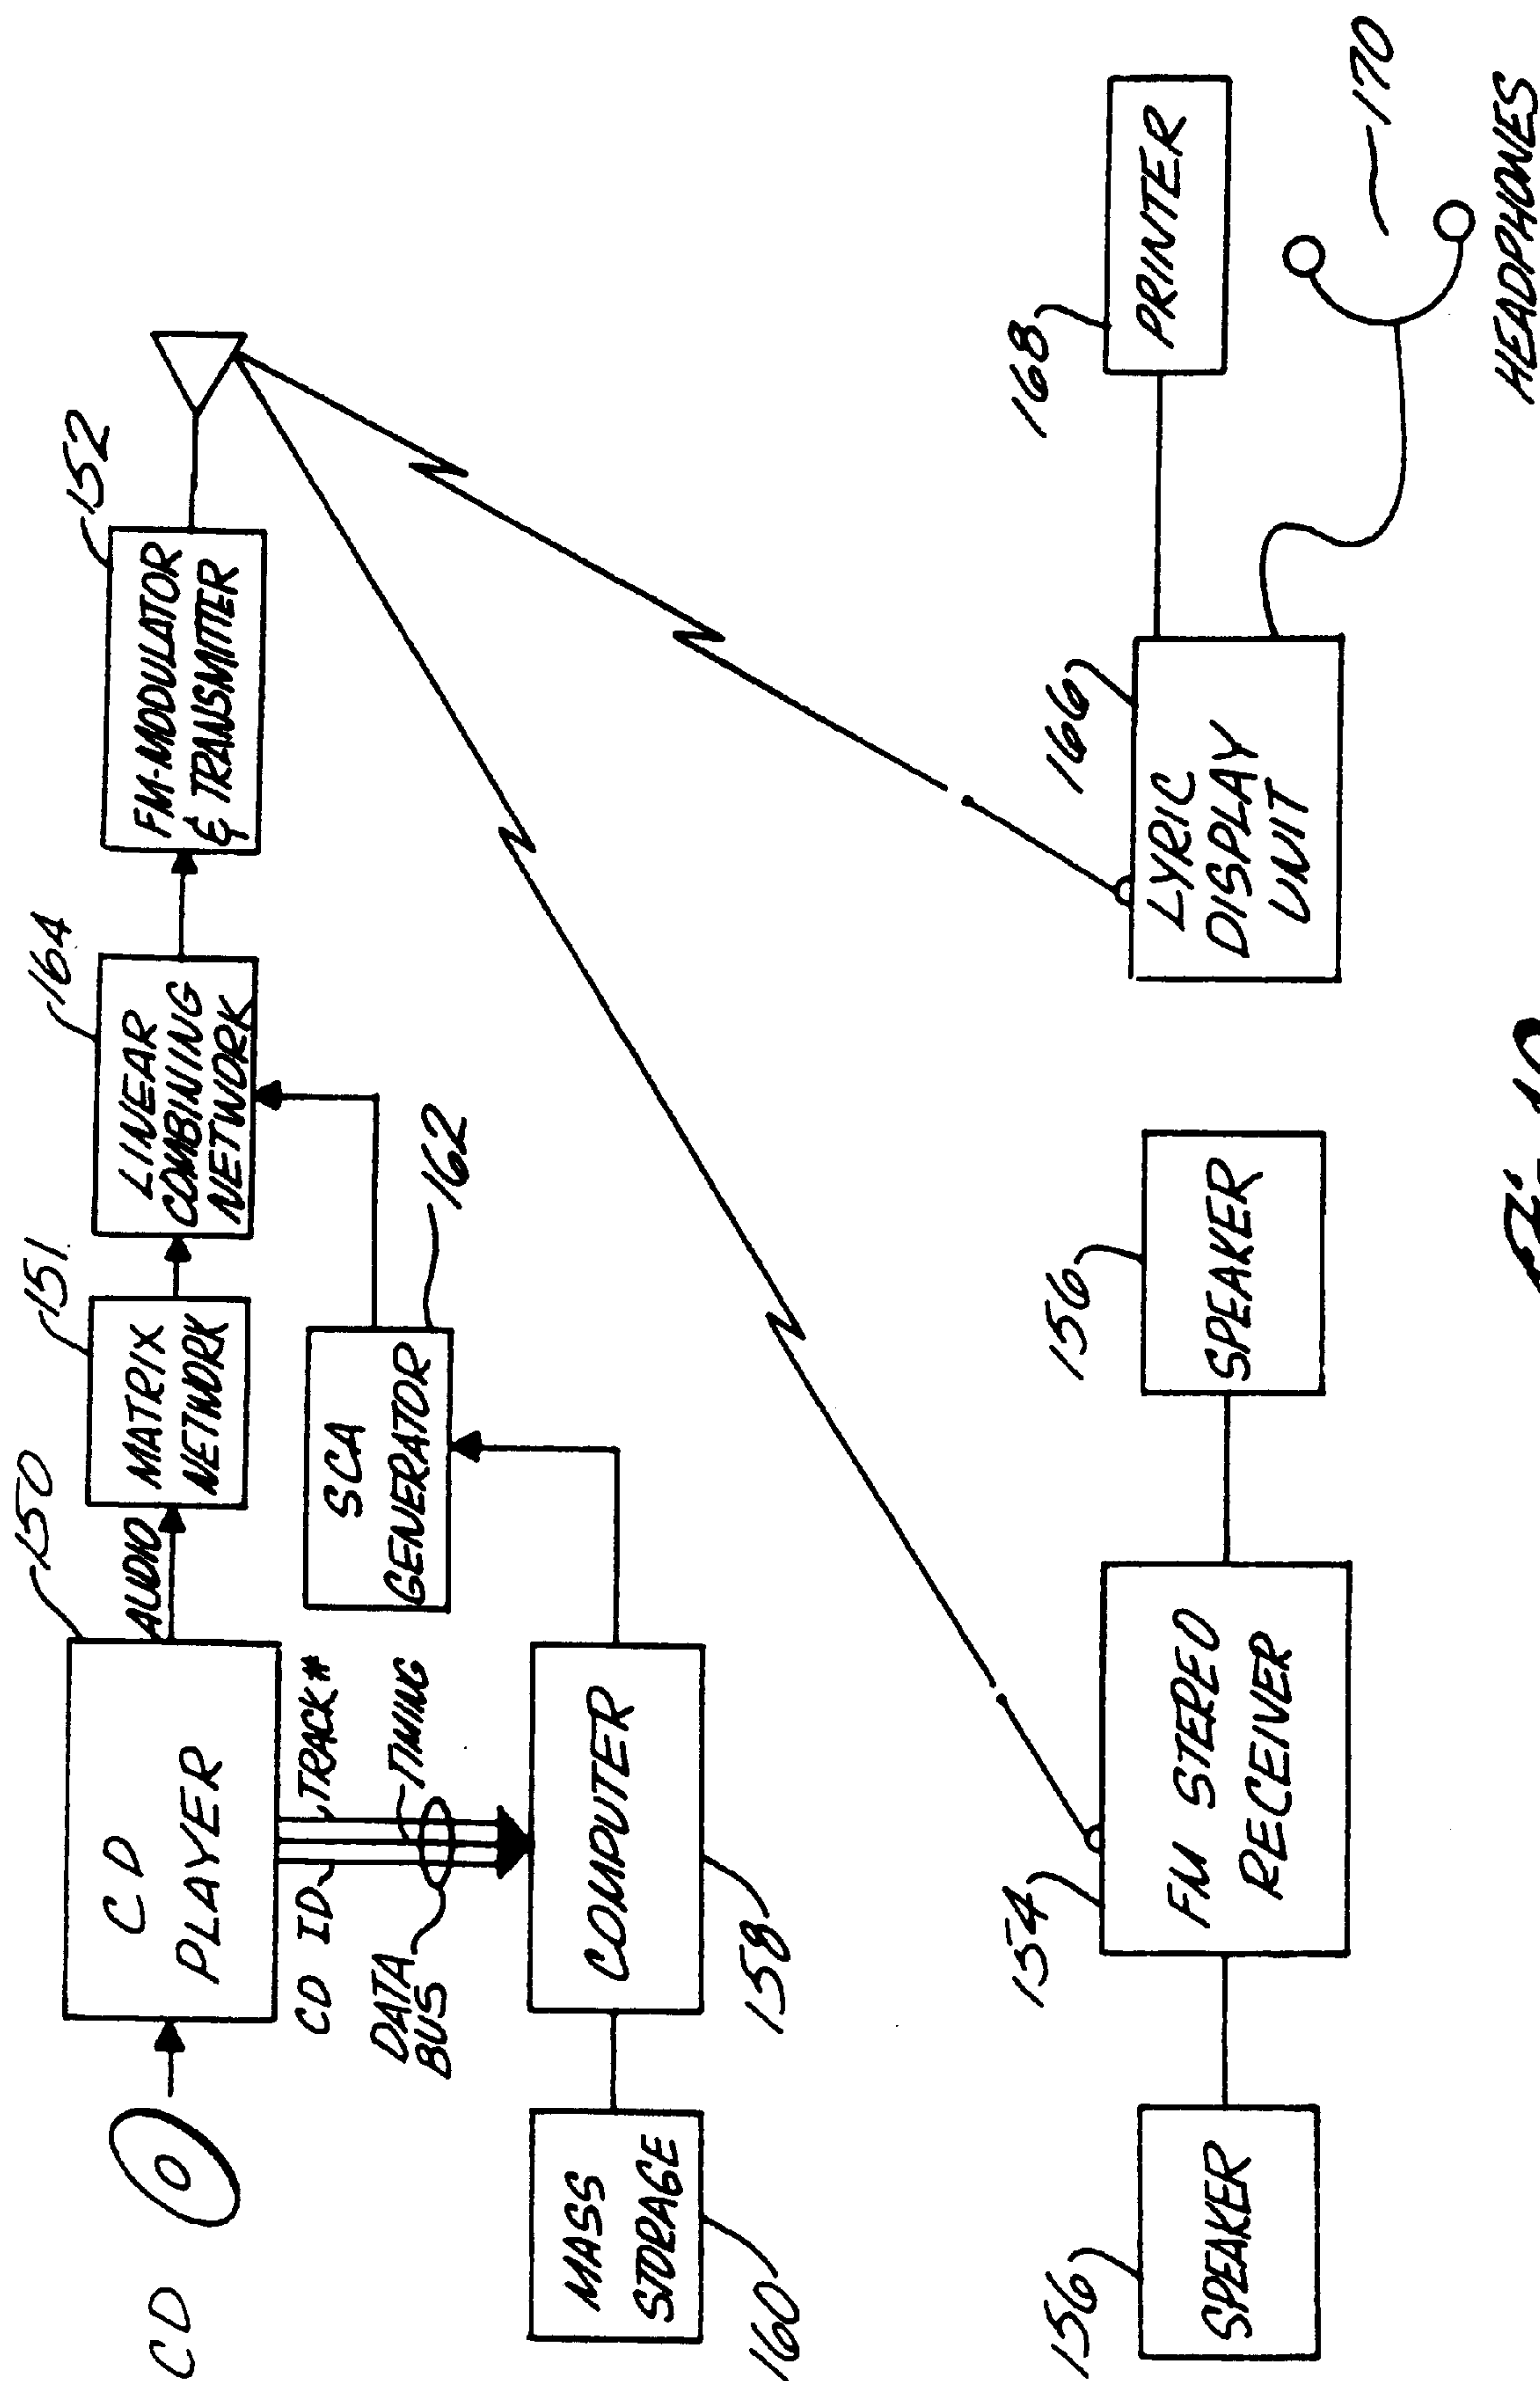 150
151.
164
152
CD
CD
PLAYER
AUDIO
MATRIX
NETWORK
LINEAR
COMBINING
NETWORK
FM-MODULATOR
& TRANSMITTER
CD ID
TRACK#
TIMING
DATA
BUS
SCA
GENERATOR
162
MASS
STORAGE
160
COMPUTER
158
156
SPEAKER
154
FM STEREO
RECEIVER
156
SPEAKER
166
LYRIC
DISPLAY
UNIT
168
PRINTER
170
HEADPHONES